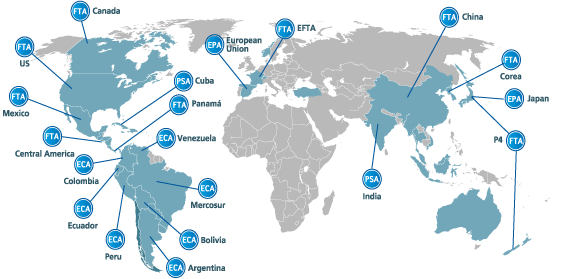 FTA Canada
FTA China
FTA EFTA
EPA European
Union
FTA
US
FTA
Corea
PSA Cuba
FTA
Mexico
FTA Panamá
EPA Japan
FTA
Central America
ECA Venezuela
P4 FTA
ECA
Colombia
PSA
India
ECA
Mercosur
ECA
Ecuador
ECA
Peru
ECA Bolivia
ECA Argentina